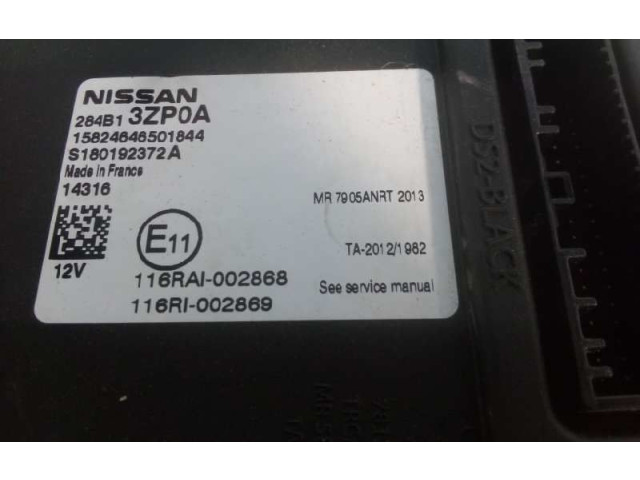 NISSAN
284B1 3ZP0A
15824646501844
S180192372A
Made in France
14316
MR 7905ANRT 2013
E11
TA-2012/1982
12V
116RAI-002868
See service manual
116RI-002869
DSZ-BLACK